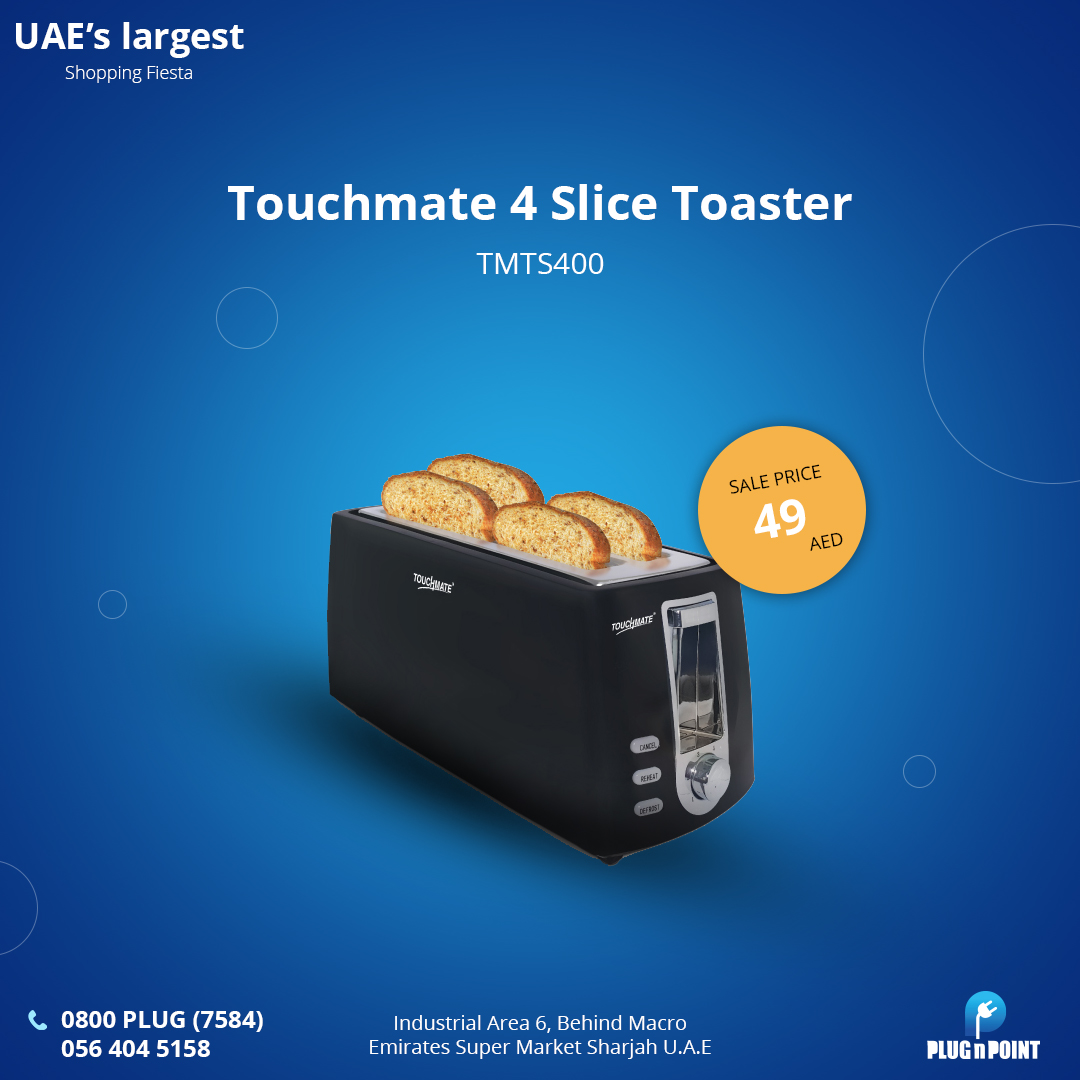 UAE’s largest
Shopping Fiesta
Touchmate 4 Slice Toaster
TMTS400
SALE PRICE
49
AED
TOUCHMATE
TOUCHMATE
CANCEL
REHEAT
DEFROST
0800 PLUG (7584)
056 404 5158
Industrial Area 6, Behind Macro
Emirates Super Market Sharjah U.A.E
PLUG n POINT